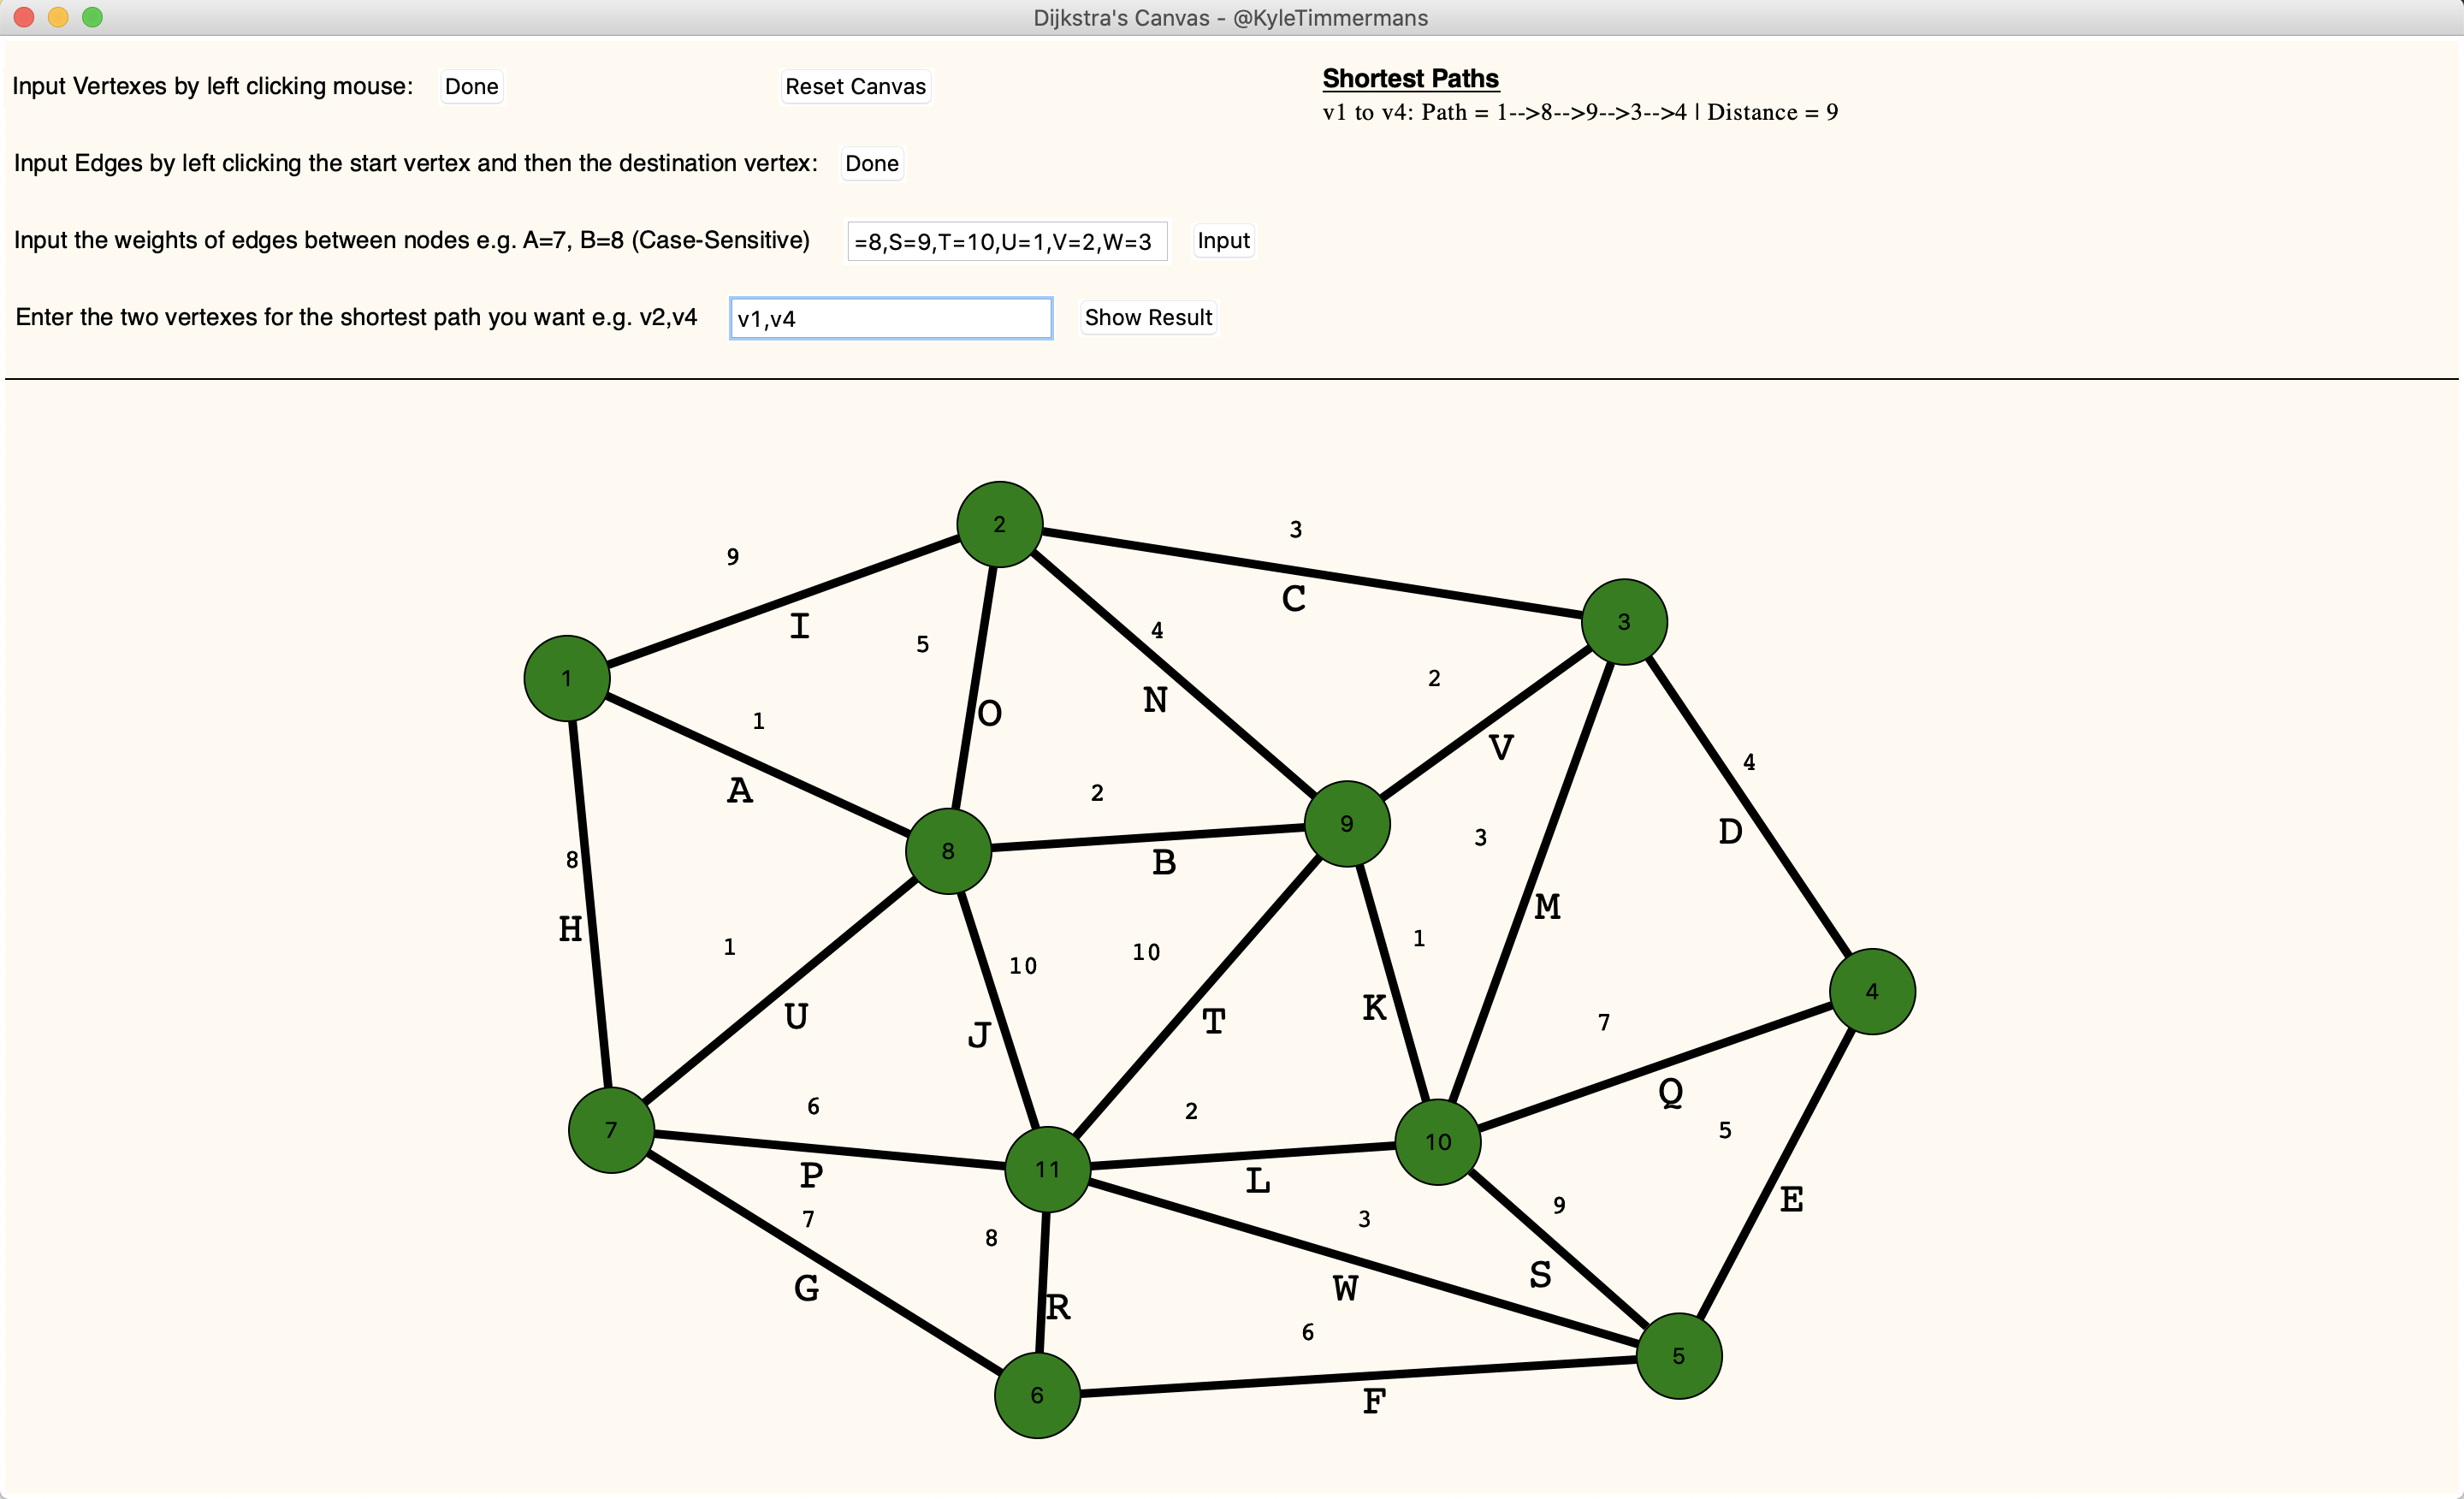 Dijkstra's Canvas - @KyleTimmermans
Input Vertexes by left clicking mouse: Done Reset Canvas
Shortest Paths
v1 to v4: Path = 1-->8-->9-->3-->4 | Distance = 9
Input Edges by left clicking the start vertex and then the destination vertex: Done
Input the weights of edges between nodes e.g. A=7, B=8 (Case-Sensitive) =8,S=9,T=10,U=1,V=2,W=3 Input
Enter the two vertexes for the shortest path you want e.g. v2,v4 v1,v4 Show Result
2
3
9
C
3
I
4
5
1
2
N
O
1
V
4
A
2
9
D
3
8
B
8
M
H
1
1
10
10
4
K
U
T
7
J
Q
6
2
7
5
10
11
P
L
E
9
7
3
8
S
G
W
R
6
5
6
F